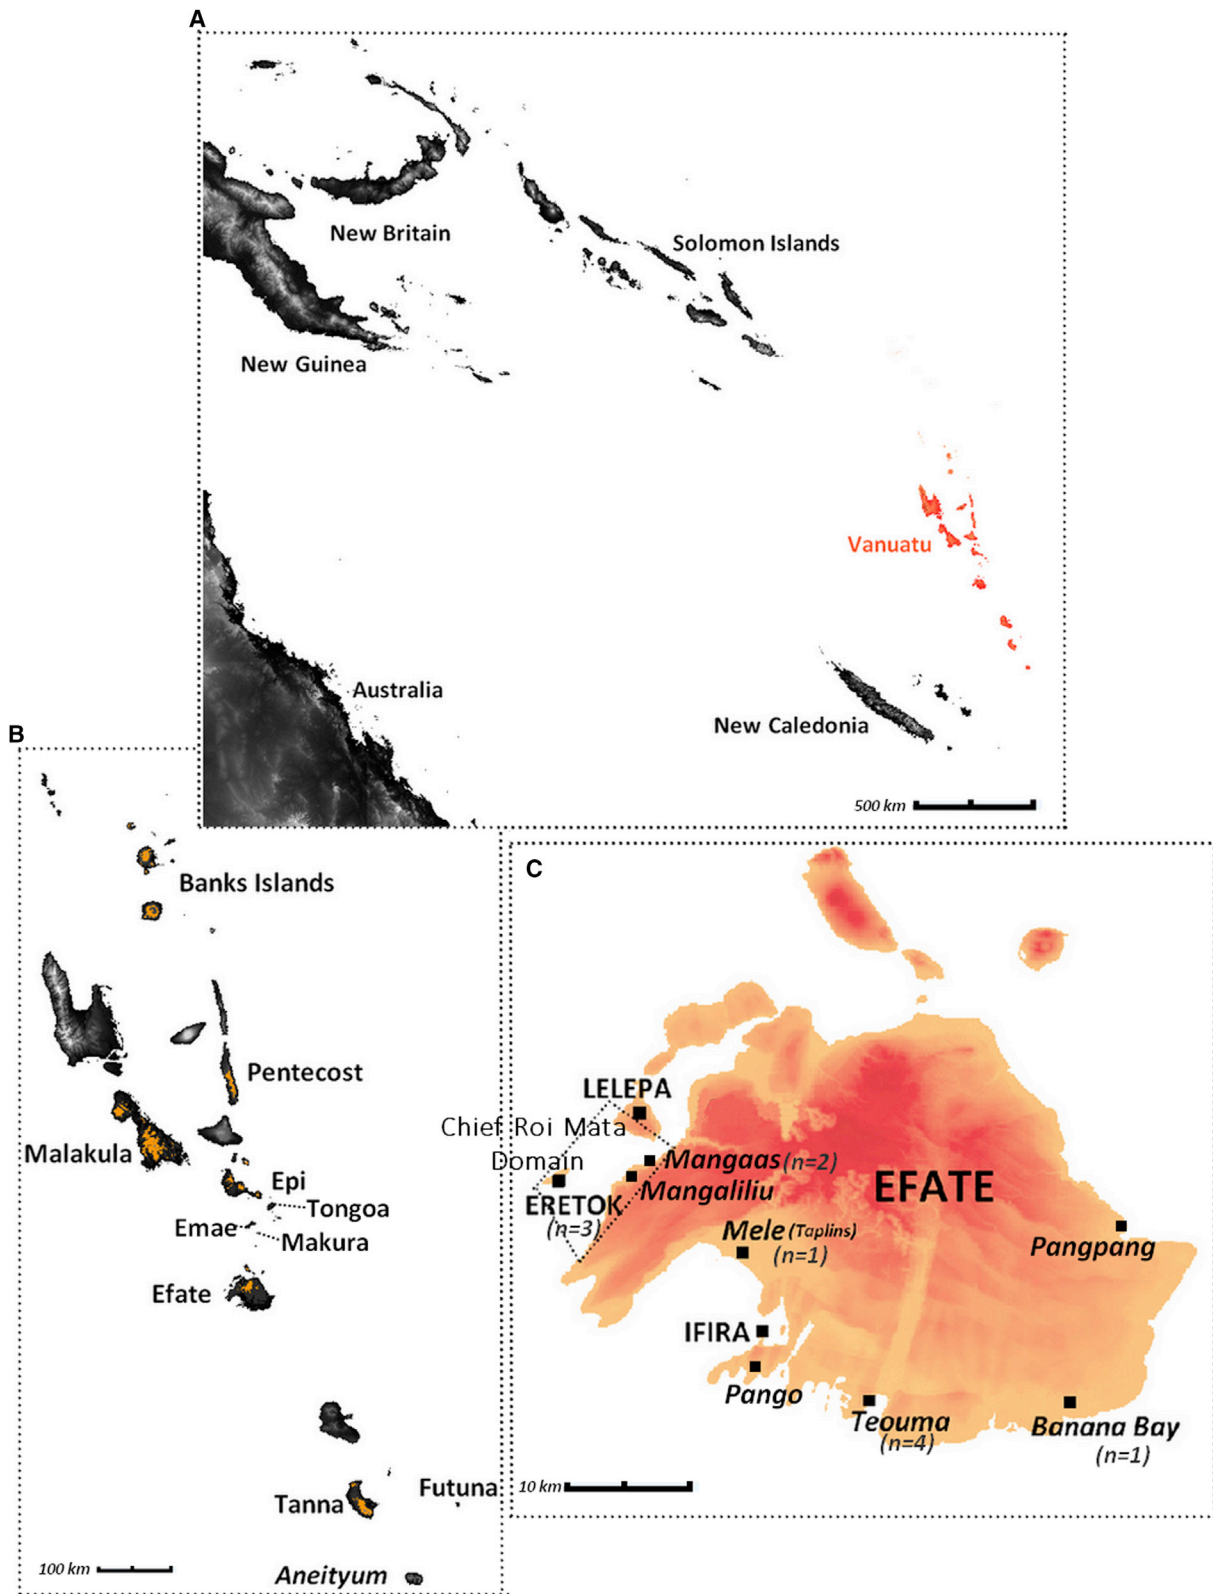 A
New Britain
Solomon Islands
New Guinea
Vanuatu
Australia
New Caledonia
500 km
B
Banks Islands
Pentecost
Malakula
Epi
Tongoa
Emae
Makura
Efate
Futuna
Tanna
100 km
Aneityum
C
LELEPA
Chief Roi Mata
Domain
Mangaas (n=2)
Mangaliliu
ERETOK
(n=3)
EFATE
Mele (Taplins)
(n=1)
Pangpang
IFIRA
Pango
Teouma
(n=4)
Banana Bay
(n=1)
10 km